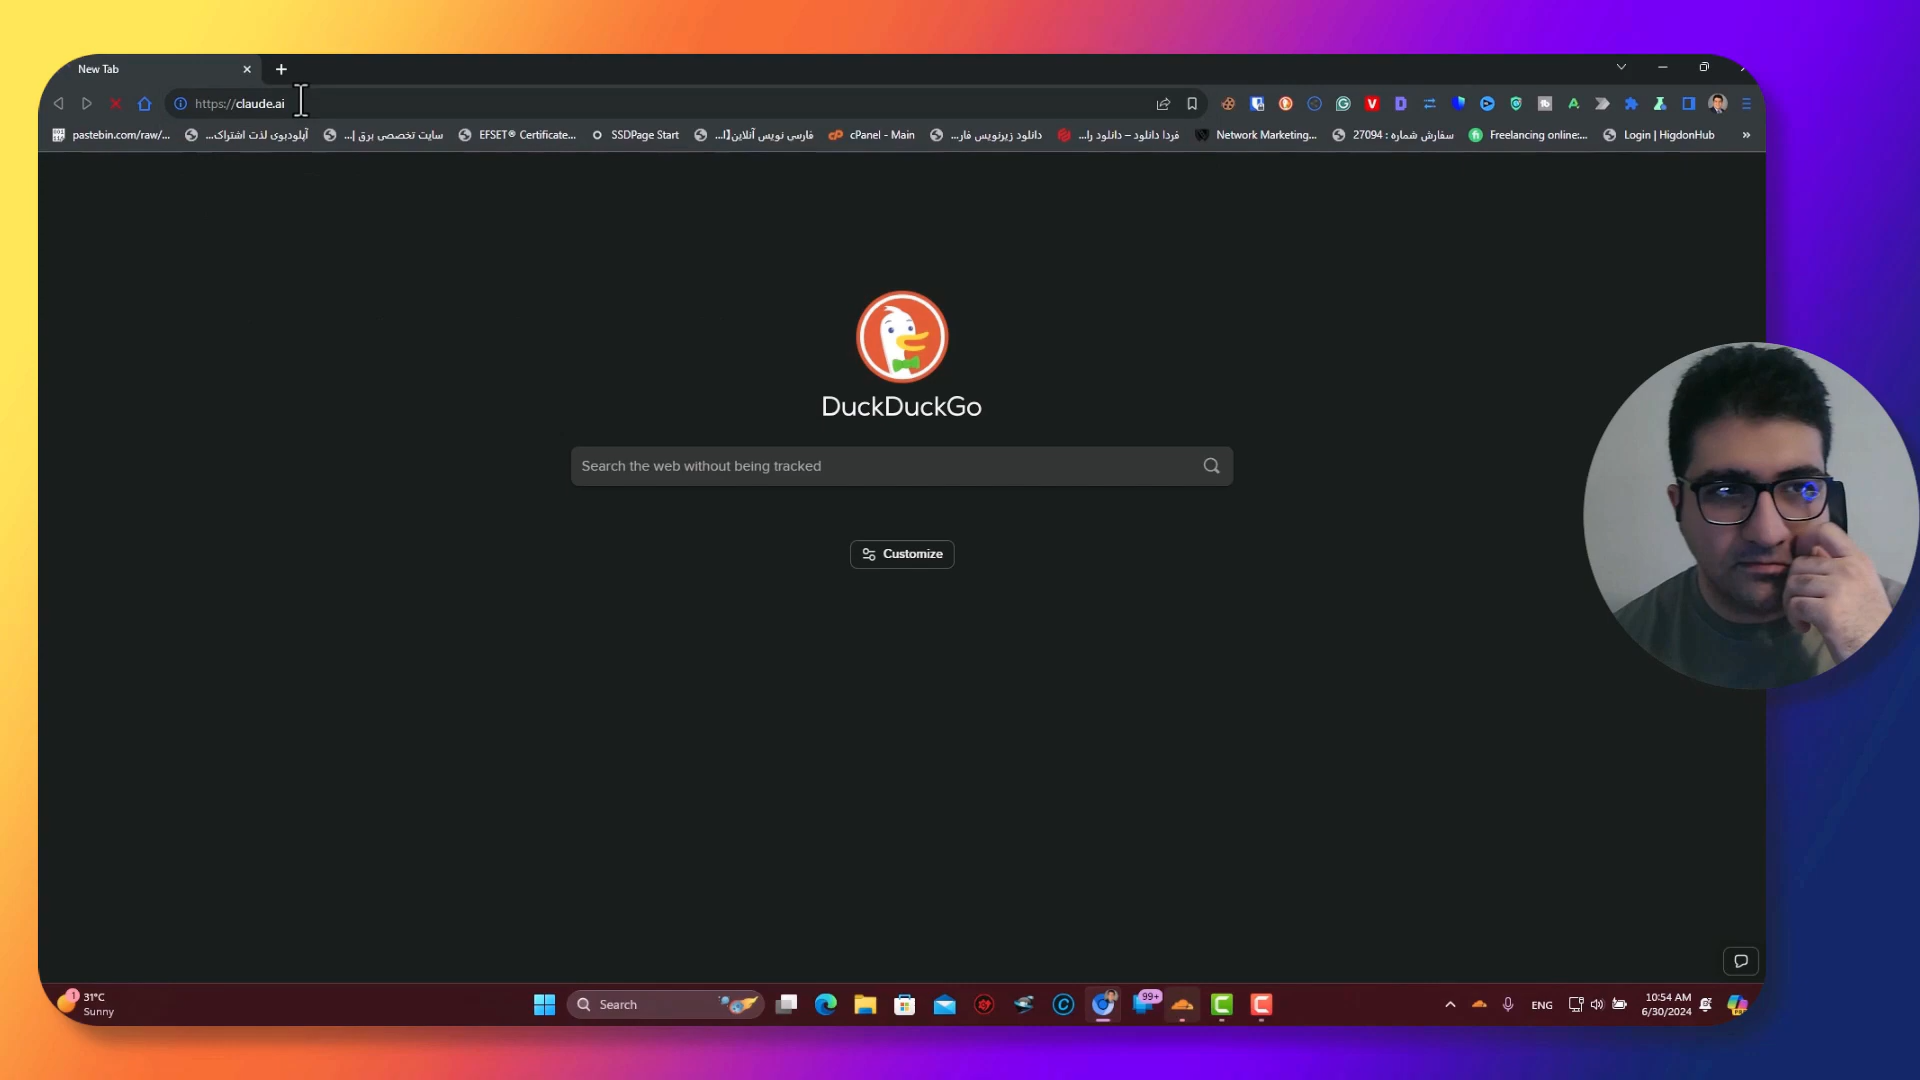 New Tab
https://claude.ai
pastebin.com/raw/...
آپلودبوی لذت اشتراک...
سایت تخصصی برق |...
EFSET® Certificate...
SSDPage Start
فارسی نویس آنلاین【ا...
cPanel - Main
دانلود زیرنویس فار...
فردا دانلود – دانلود را...
Network Marketing...
سفارش شماره : 27094
Freelancing online:...
Login | HigdonHub
»
DuckDuckGo
Search the web without being tracked
Customize
1
31°C
Sunny
Search
99+
ENG
10:54 AM
6/30/2024